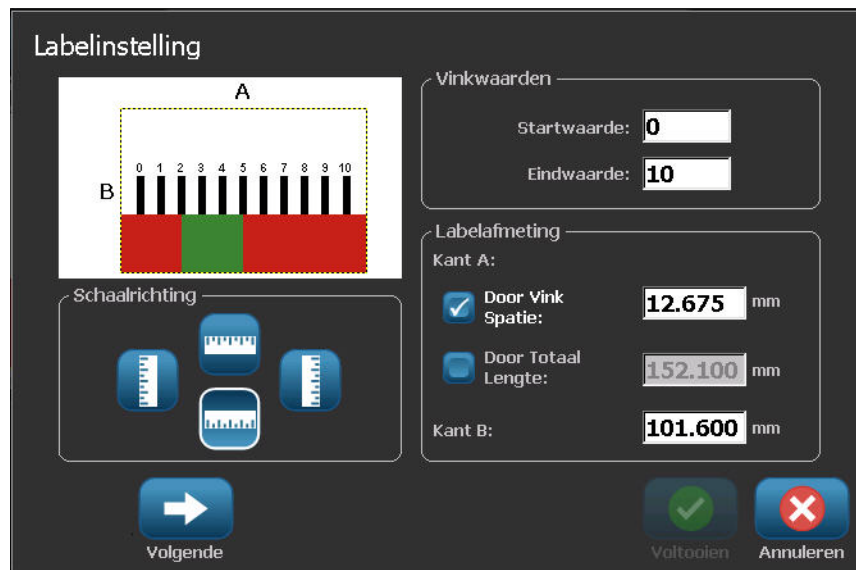 Labelinstelling
A
0 1 2 3 4 5 6 7 8 9 10
B
Schaalrichting
Vinkwaarden
Startwaarde: 0
Eindwaarde: 10
Labelafmeting
Kant A:
Door Vink
Spatie: 12.675 mm
Door Totaal
Lengte: 152.100 mm
Kant B: 101.600 mm
Volgende
Voltooien
Annuleren